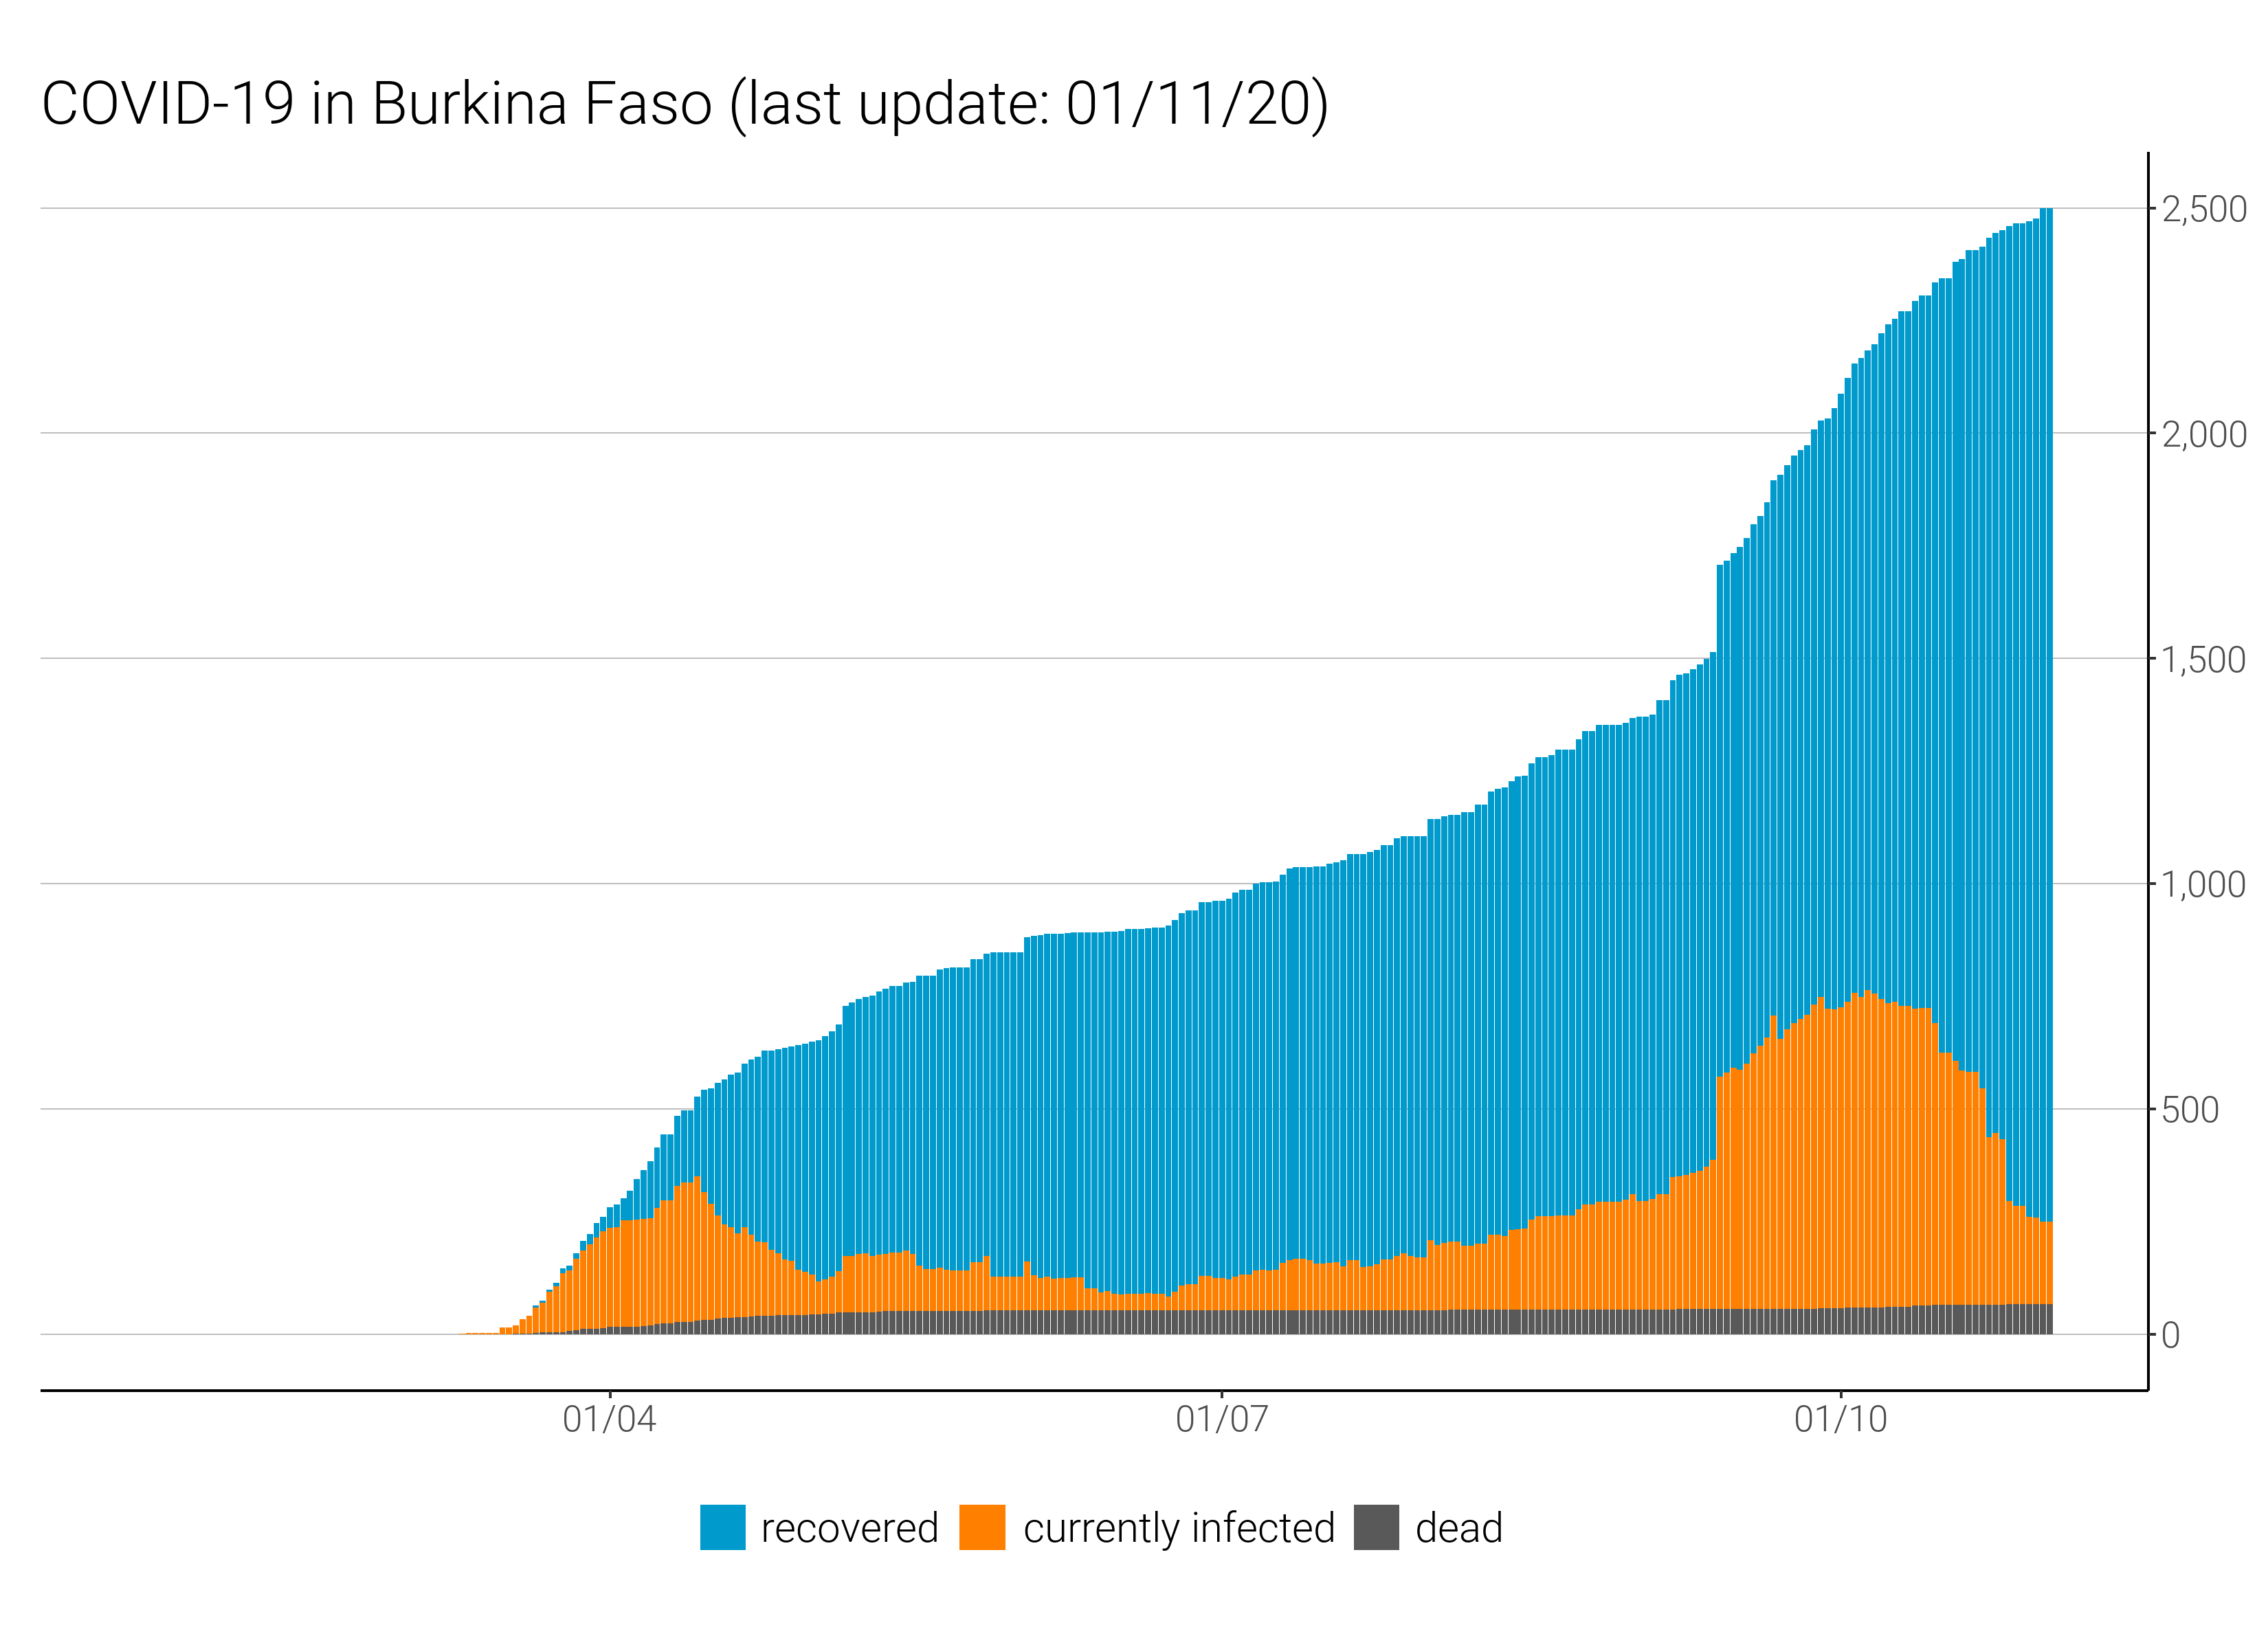 COVID-19 in Burkina Faso (last update: 01/11/20)
2,500
2,000
1,500
1,000
500
0
01/04 01/07 01/10
recovered currently infected dead